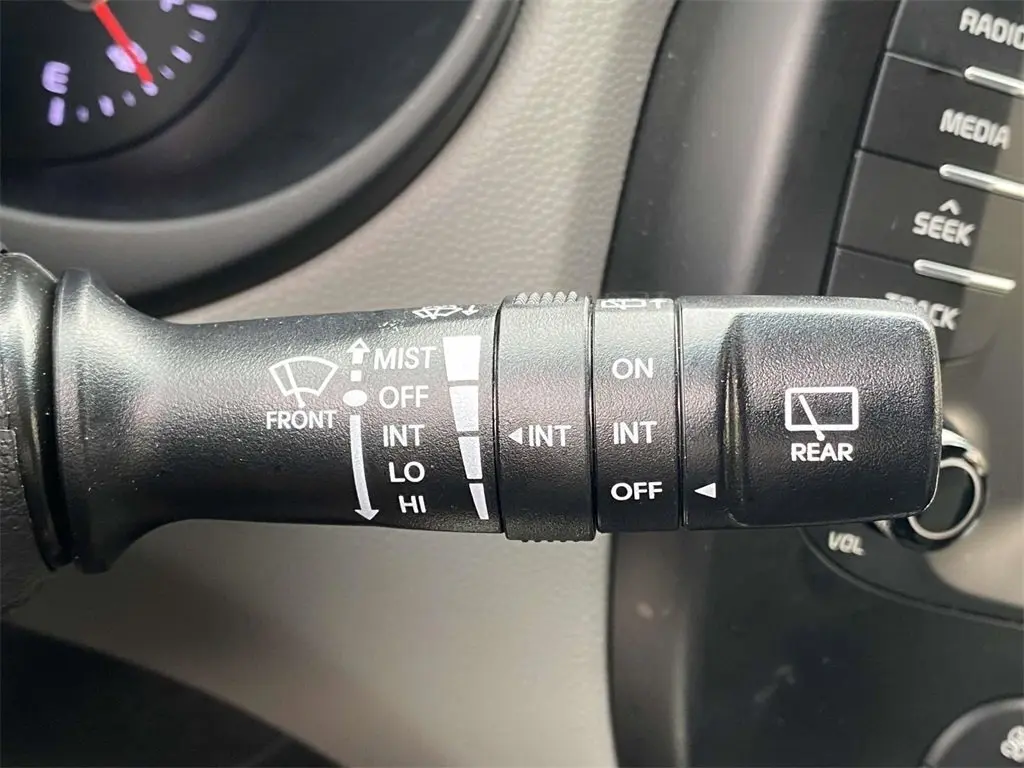 E
RADIO
MEDIA
SEEK
TRACK
MIST
OFF
INT
LO
HI
FRONT
INT
ON
INT
OFF
REAR
VOL